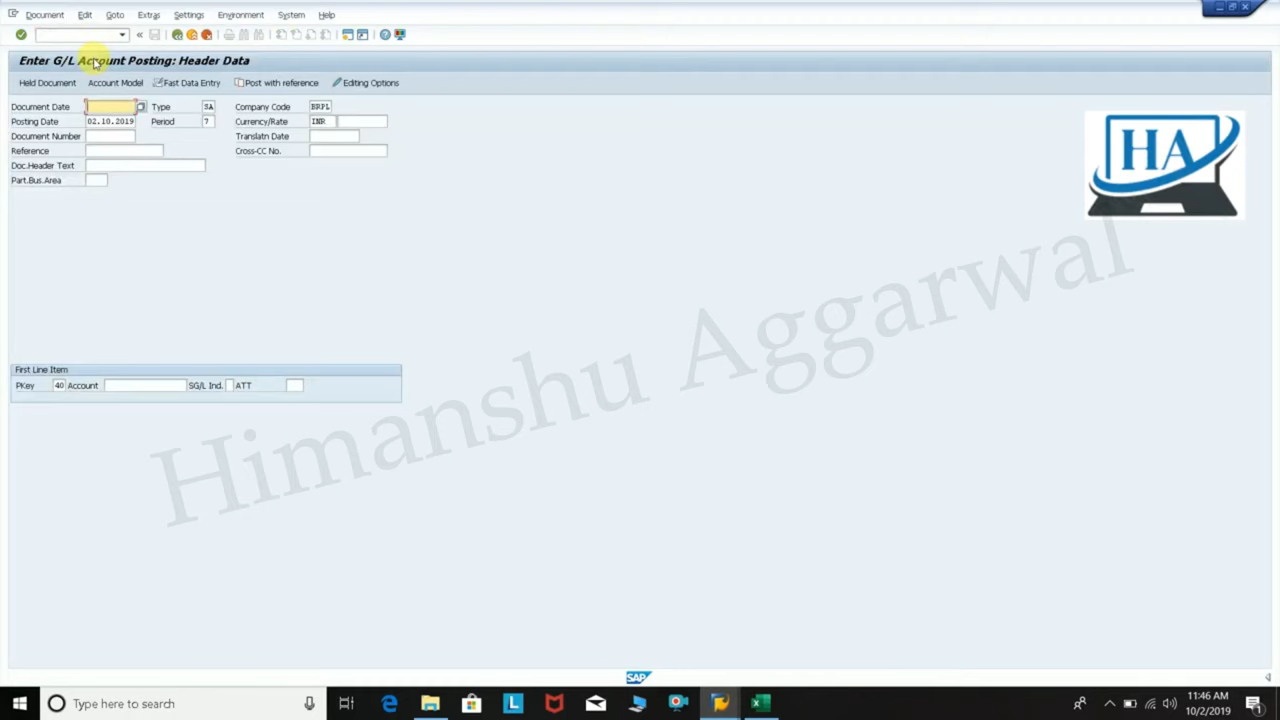 Document Edit Goto Extras Settings Environment System Help
Enter G/L Account Posting: Header Data
Held Document Account Model Fast Data Entry Post with reference Editing Options
Document Date Type SA Company Code BRPL
Posting Date 02.10.2019 Period 7 Currency/Rate INR
Document Number Translatn Date
Reference Cross-CC No.
Doc.Header Text
Part.Bus.Area
HA
Himanshu Aggarwal
First Line Item
PKey 40 Account SG/L Ind. ATT
SAP
Type here to search
L
11:46 AM
10/2/2019
1